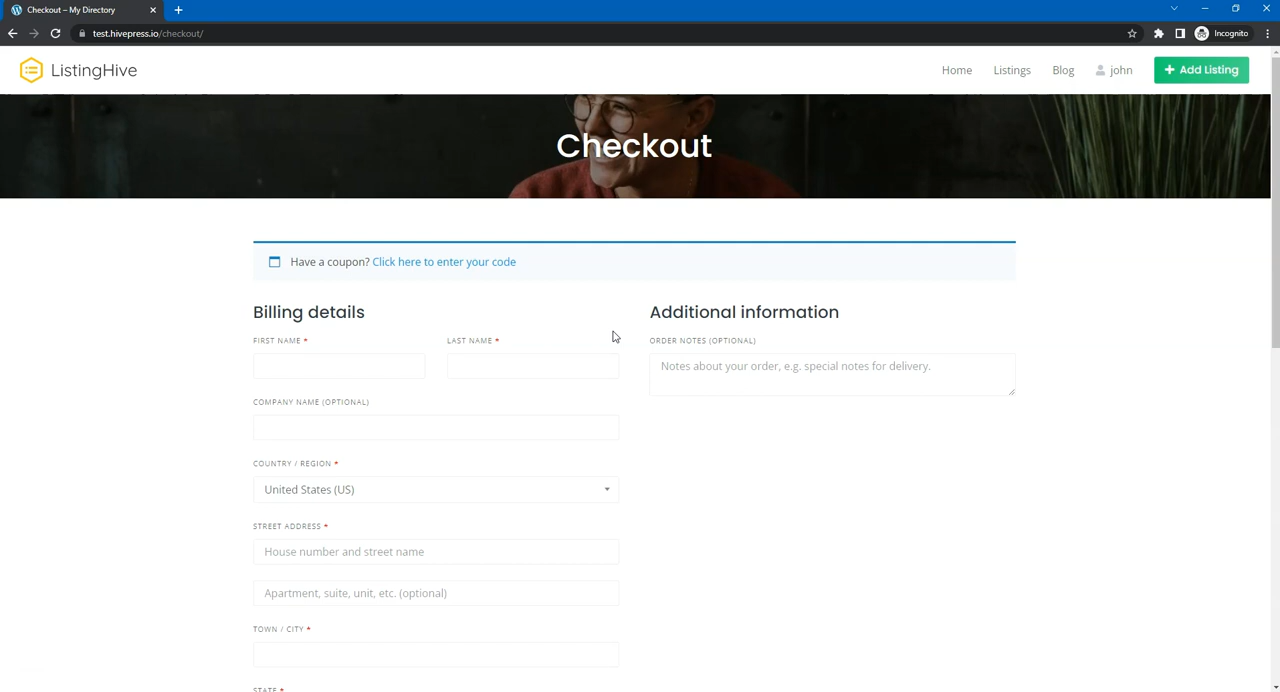 Checkout – My Directory
test.hivepress.io/checkout/
Incognito
ListingHive
Home
Listings
Blog
john
+ Add Listing
Checkout
Have a coupon? Click here to enter your code
Billing details
Additional information
FIRST NAME *
LAST NAME *
ORDER NOTES (OPTIONAL)
Notes about your order, e.g. special notes for delivery.
COMPANY NAME (OPTIONAL)
COUNTRY / REGION *
United States (US)
STREET ADDRESS *
House number and street name
Apartment, suite, unit, etc. (optional)
TOWN / CITY *
STATE *